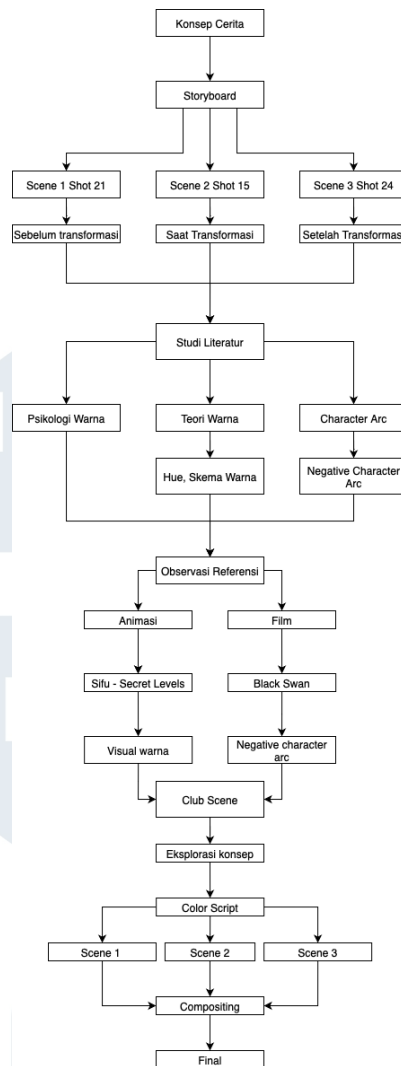 Konsep Cerita
Storyboard
Scene 1 Shot 21
Scene 2 Shot 15
Scene 3 Shot 24
Sebelum transformasi
Saat Transformasi
Setelah Transformasi
Studi Literatur
Psikologi Warna
Teori Warna
Character Arc
Hue, Skema Warna
Negative Character
Arc
Observasi Referensi
Animasi
Film
Sifu - Secret Levels
Black Swan
Visual warna
Negative character
arc
Club Scene
Eksplorasi konsep
Color Script
Scene 1
Scene 2
Scene 3
Compositing
Final